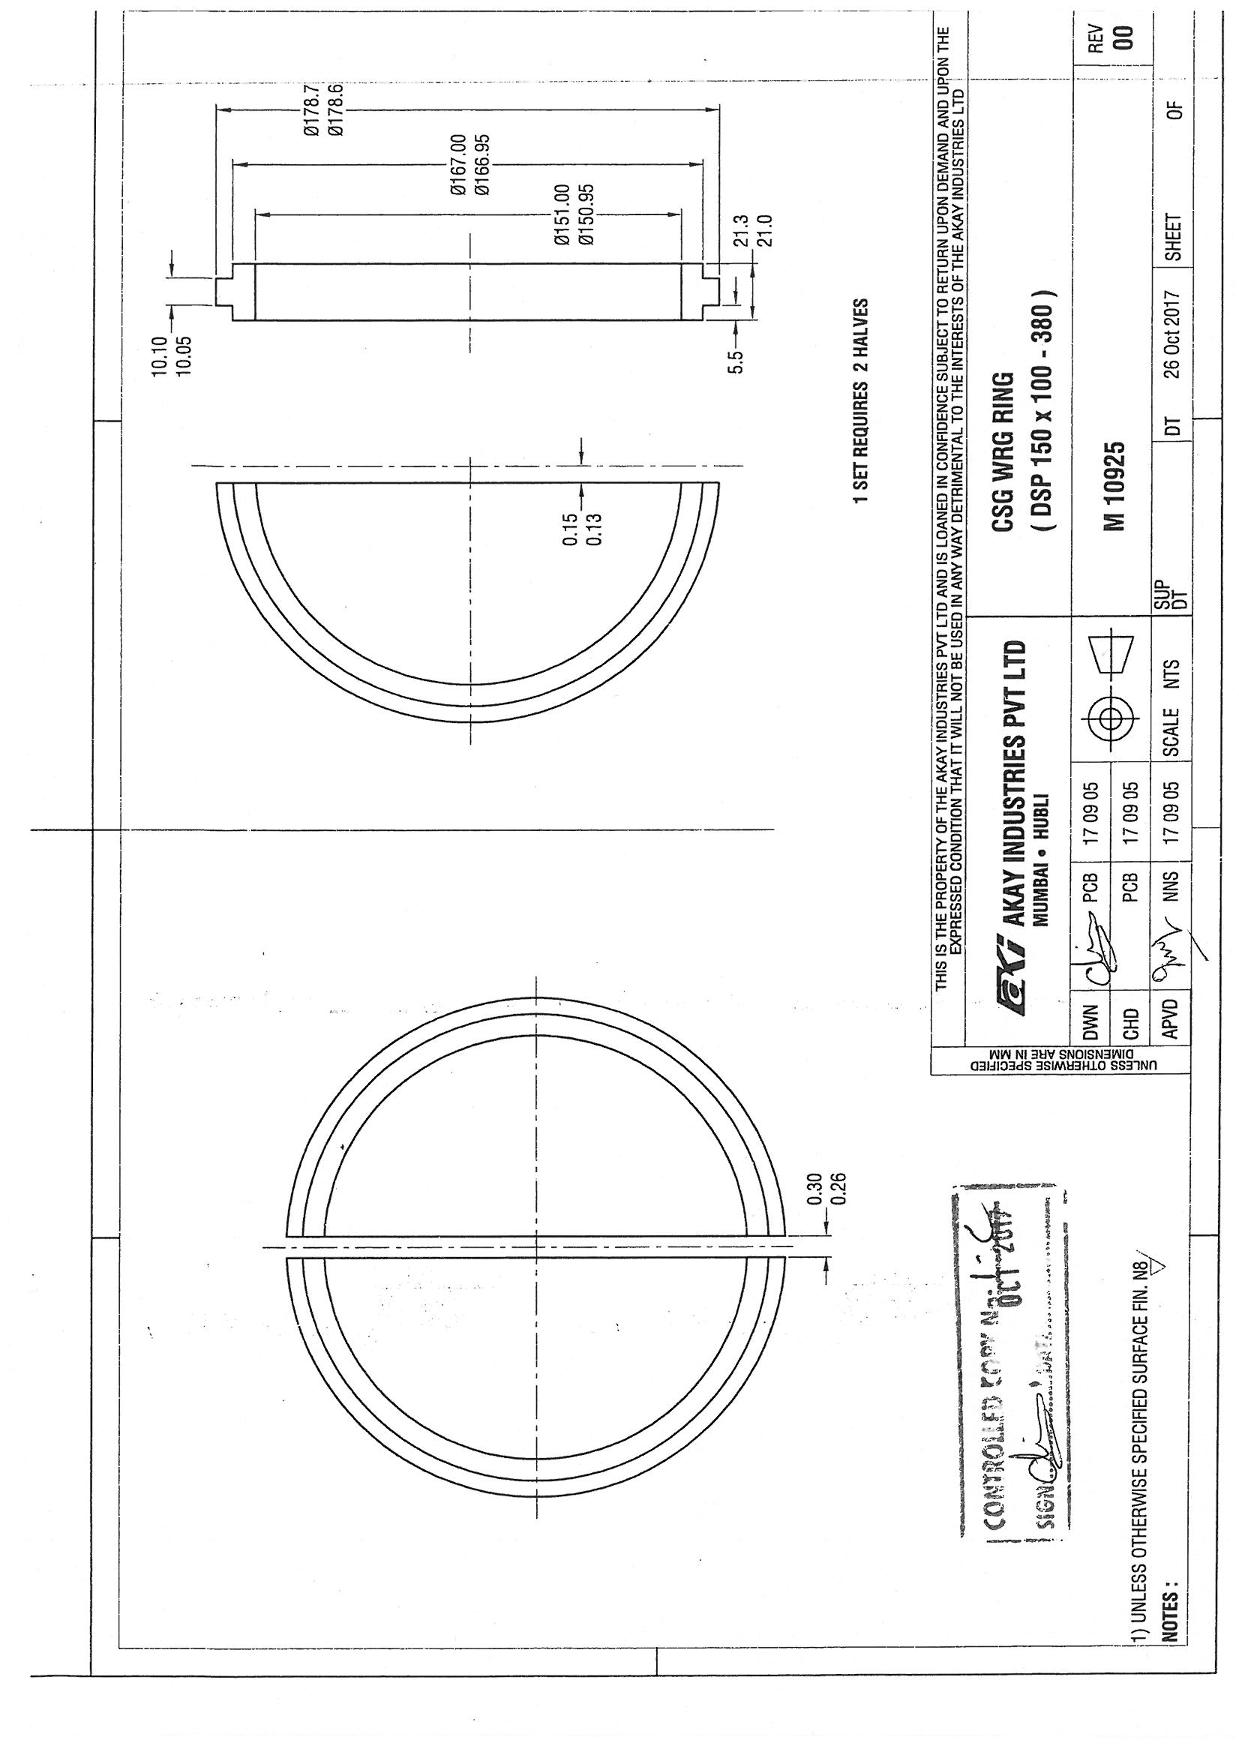 10.10
10.05
Ø178.7
Ø178.6
Ø167.00
Ø166.95
Ø151.00
Ø150.95
21.3
21.0
5.5
0.15
0.13
1 SET REQUIRES 2 HALVES
0.30
0.26
THIS IS THE PROPERTY OF THE AKAY INDUSTRIES PVT LTD AND IS LOANED IN CONFIDENCE SUBJECT TO RETURN UPON DEMAND AND UPON THE
EXPRESSED CONDITION THAT IT WILL NOT BE USED IN ANY WAY DETRIMENTAL TO THE INTERESTS OF THE AKAY INDUSTRIES LTD
UNLESS OTHERWISE SPECIFIED
DIMENSIONS ARE IN MM
aKi AKAY INDUSTRIES PVT LTD
MUMBAI • HUBLI
CSG WRG RING
( DSP 150 x 100 - 380 )
DWN PCB 17 09 05
CHD PCB 17 09 05
APVD NNS 17 09 05
SCALE NTS
M 10925
REV
00
SUP
DT
DT 26 Oct 2017
SHEET OF
CONTROLLED COPY No.
OCT 2017
SIGN DATE
1) UNLESS OTHERWISE SPECIFIED SURFACE FIN. N8
NOTES :